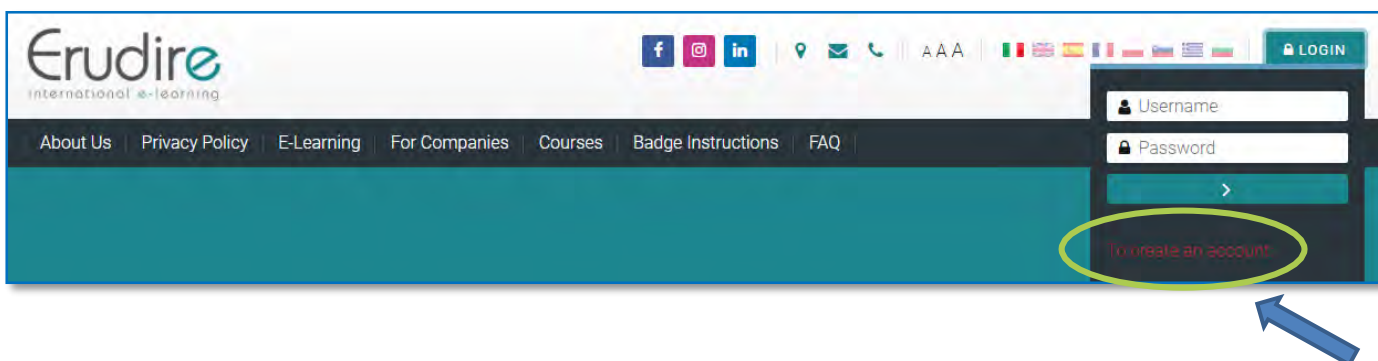 Erudire
international e-learning
A A A
LOGIN
Username
Password
About Us
Privacy Policy
E-Learning
For Companies
Courses
Badge Instructions
FAQ
To create an account